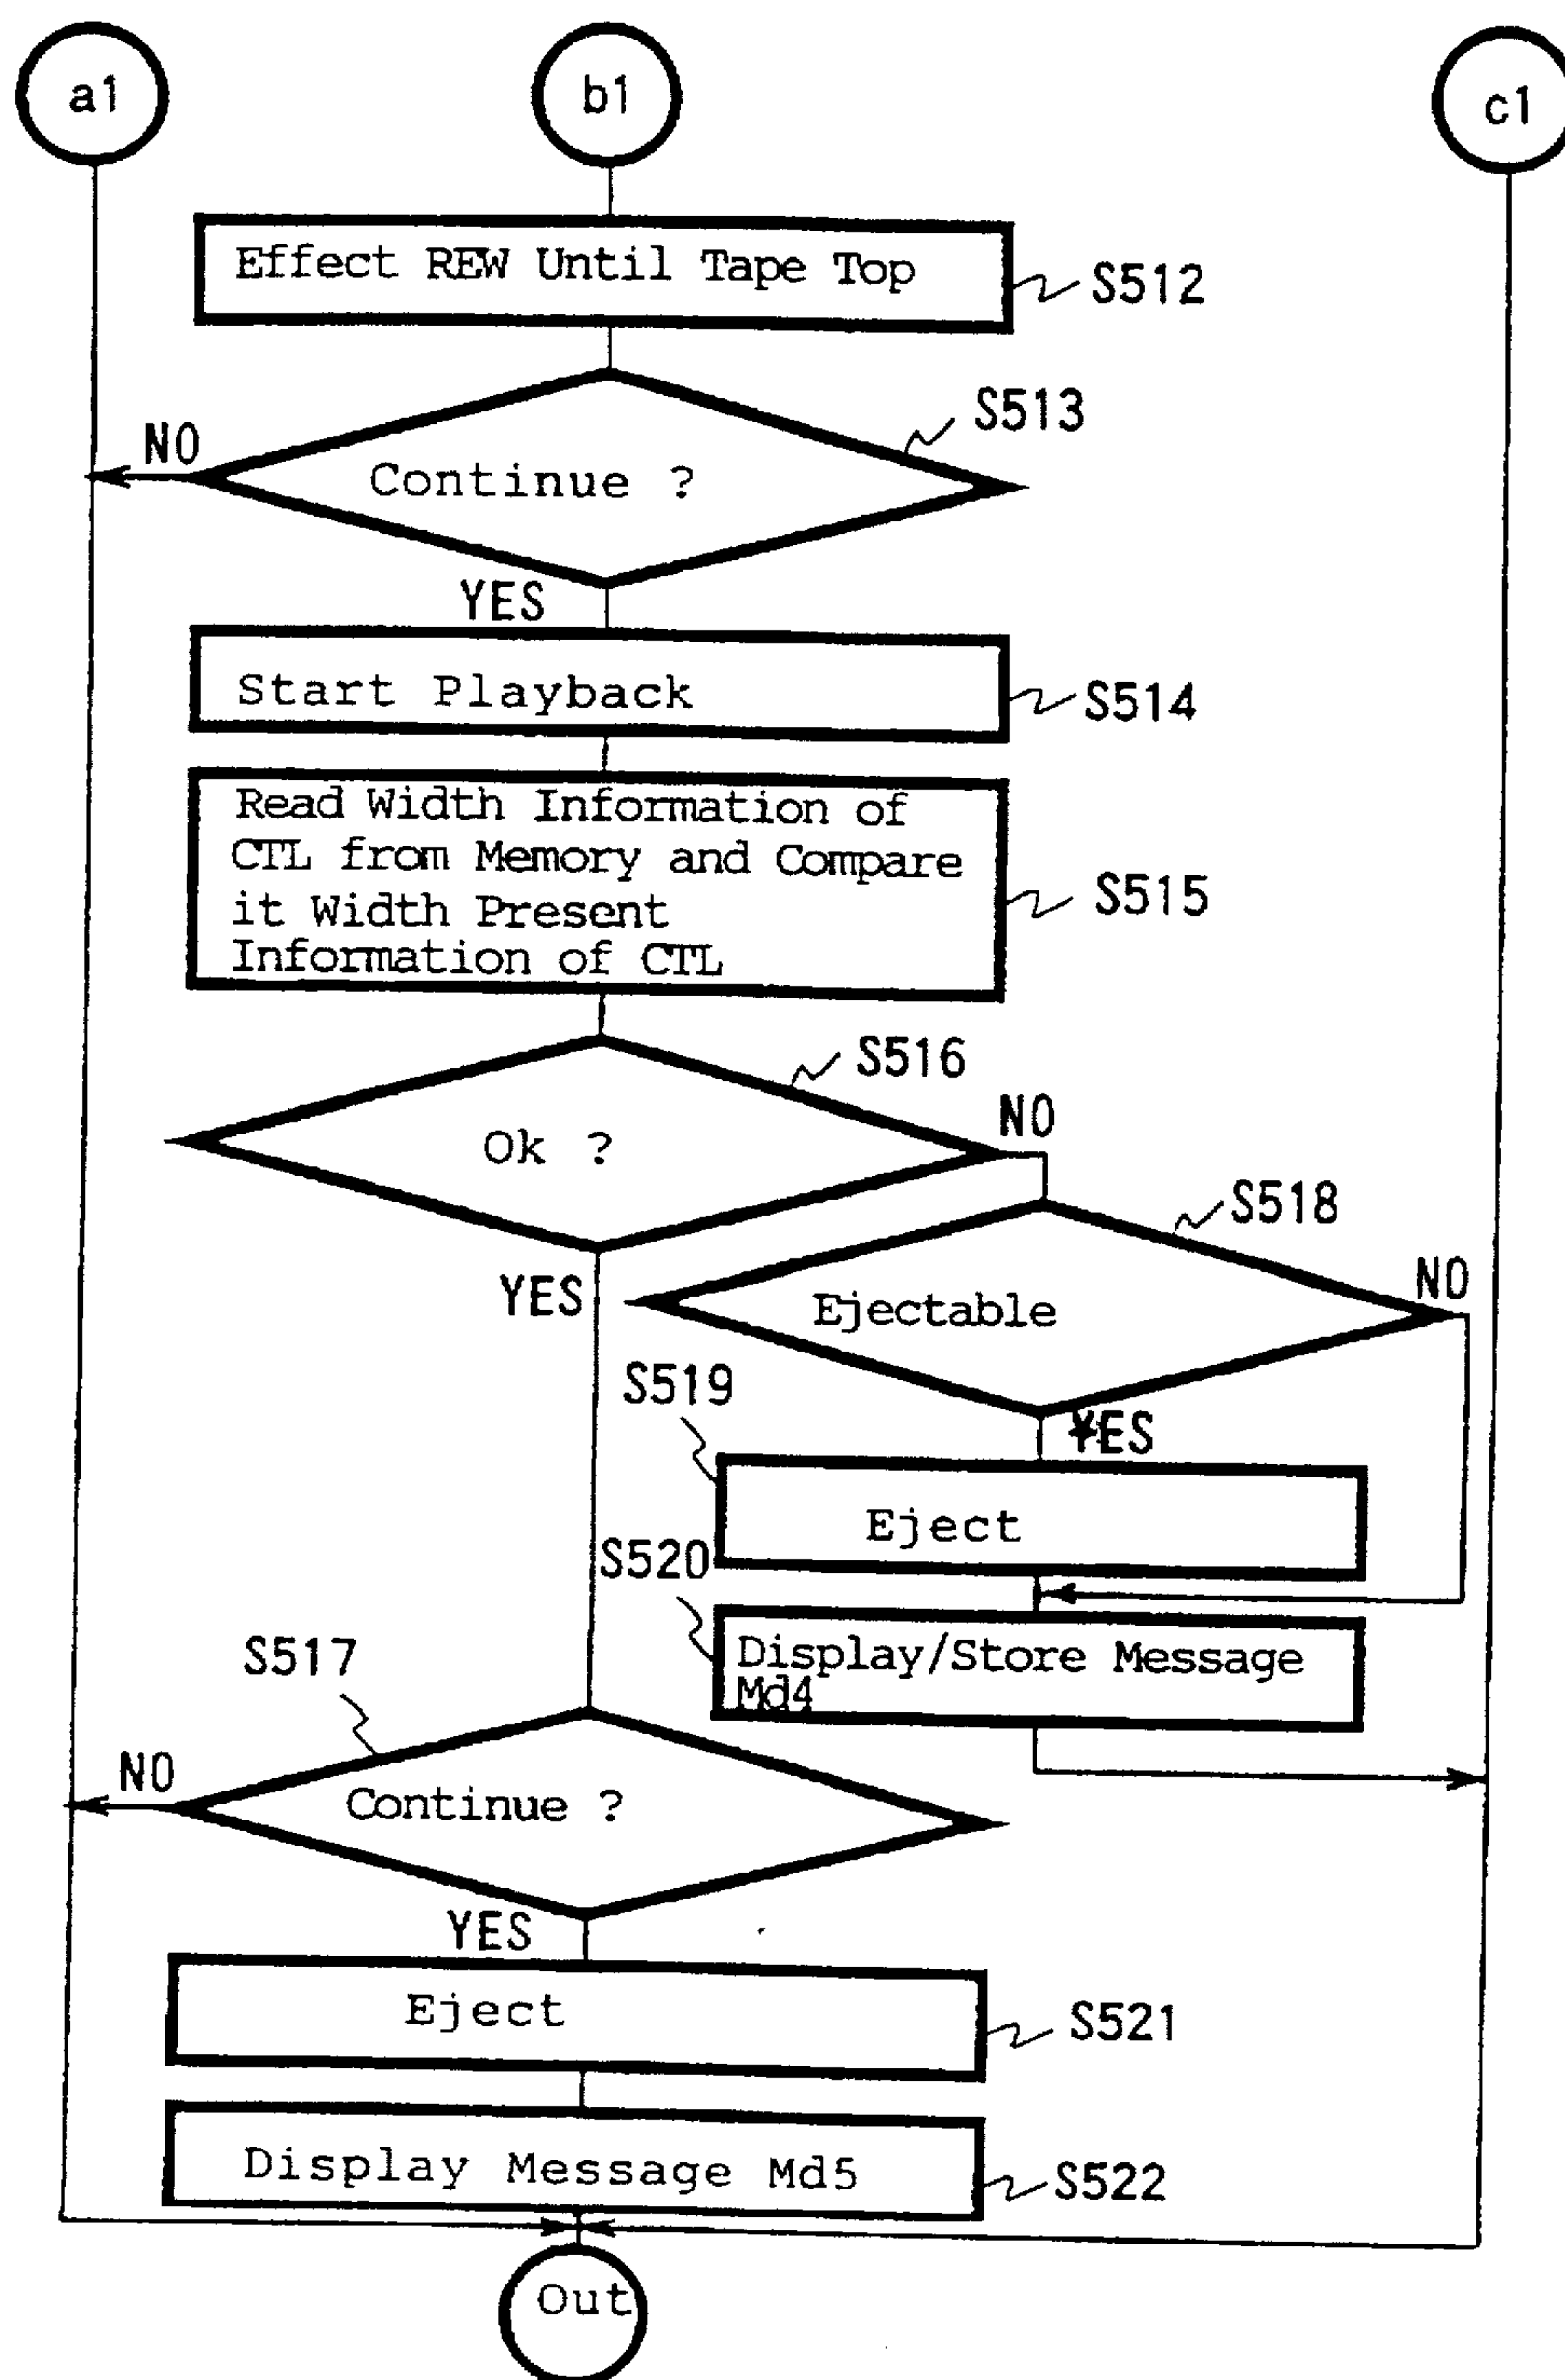 a1
b1
c1
Effect REW Until Tape Top
S512
S513
NO
Continue ?
YES
Start Playback
S514
Read Width Information of
CTL from Memory and Compare
it Width Present
Information of CTL
S515
S516
NO
Ok ?
S518
YES
NO
Ejectable
S519
YES
Eject
S520
Display/Store Message
Md4
S517
NO
Continue ?
YES
Eject
S521
Display Message Md5
S522
Out